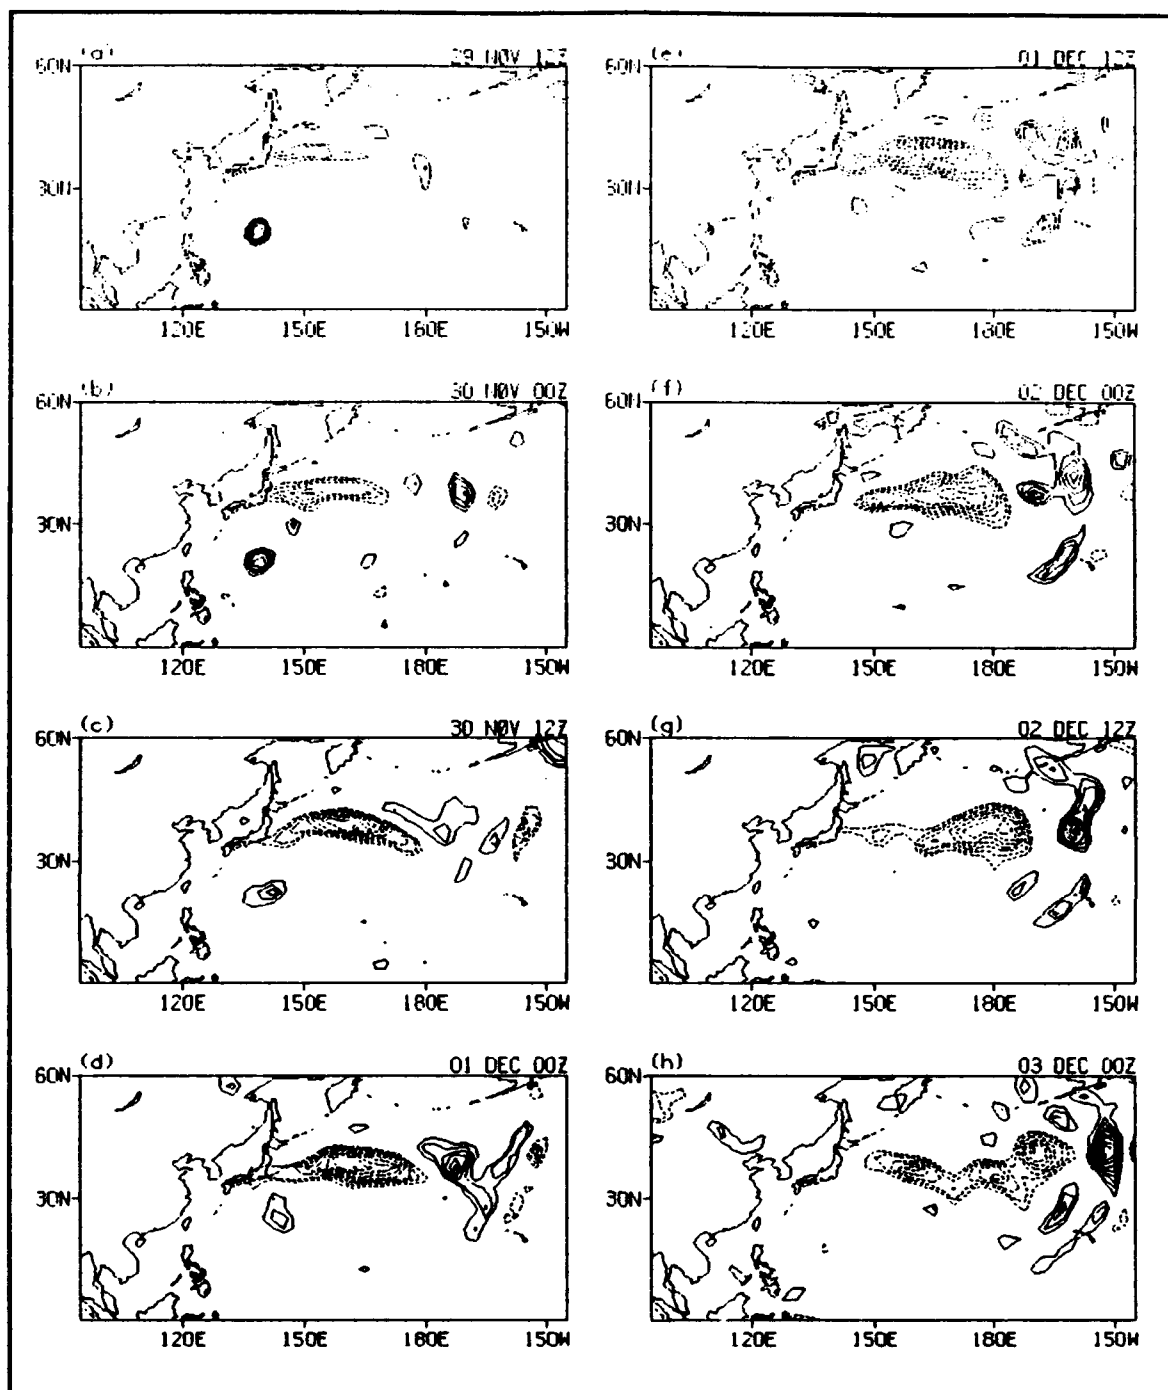 (a) 29 NØV 12Z
60N
30N
120E 150E 180E 150W
(b) 30 NØV 00Z
60N
30N
120E 150E 180E 150W
(c) 30 NØV 12Z
60N
30N
120E 150E 180E 150W
(d) 01 DEC 00Z
60N
30N
120E 150E 180E 150W
(e) 01 DEC 12Z
60N
30N
120E 150E 180E 150W
(f) 02 DEC 00Z
60N
30N
120E 150E 180E 150W
(g) 02 DEC 12Z
60N
30N
120E 150E 180E 150W
(h) 03 DEC 00Z
60N
30N
120E 150E 180E 150W